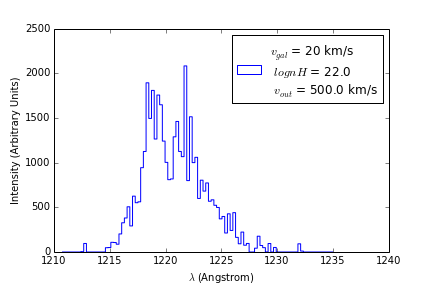 2500
2000
1500
1000
500
0
Intensity (Arbitrary Units)
v_gal = 20 km/s
lognH = 22.0
v_out = 500.0 km/s
1210 1215 1220 1225 1230 1235 1240
λ (Angstrom)